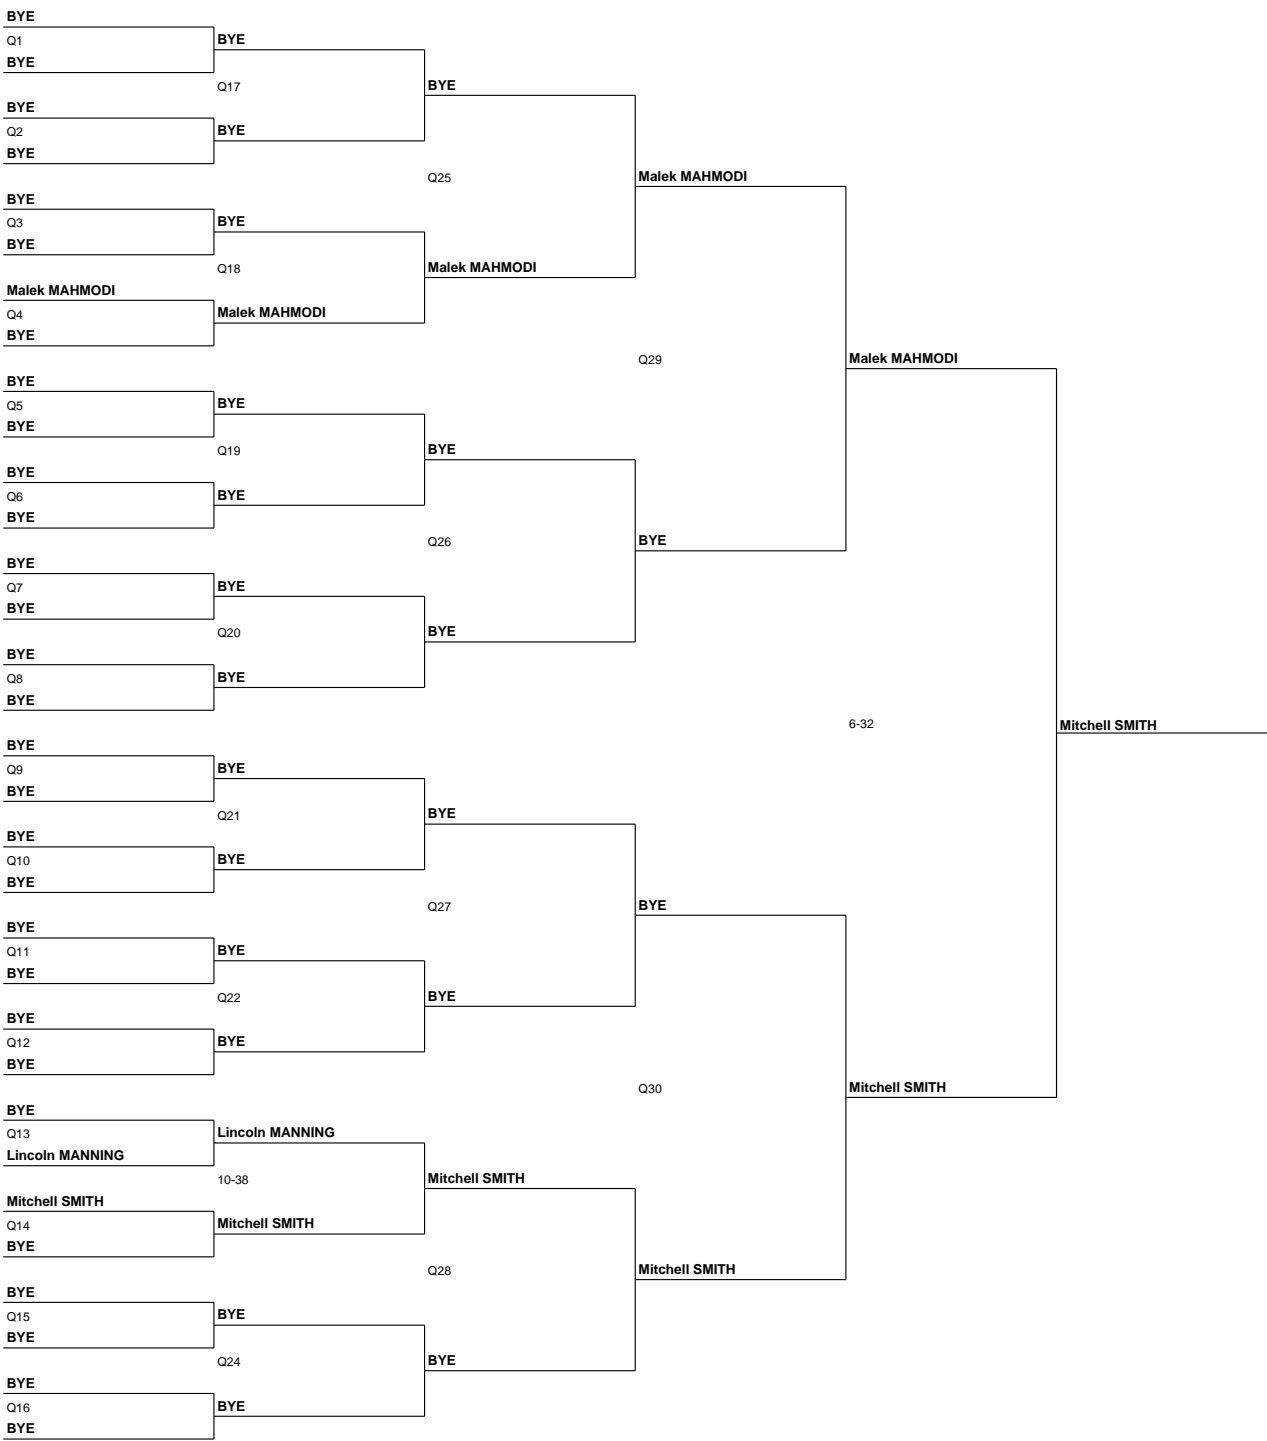 BYE
Q1
BYE
BYE
Q17
BYE
BYE
Q2
BYE
BYE
Q25
Malek MAHMODI
BYE
Q3
BYE
BYE
Q18
Malek MAHMODI
Malek MAHMODI
Q4
Malek MAHMODI
BYE
Q29
Malek MAHMODI
BYE
Q5
BYE
BYE
Q19
BYE
BYE
Q6
BYE
BYE
Q26
BYE
BYE
Q7
BYE
BYE
Q20
BYE
BYE
Q8
BYE
BYE
6-32
Mitchell SMITH
BYE
Q9
BYE
BYE
Q21
BYE
BYE
Q10
BYE
BYE
Q27
BYE
BYE
Q11
BYE
BYE
Q22
BYE
BYE
Q12
BYE
BYE
Q30
Mitchell SMITH
BYE
Q13
Lincoln MANNING
Lincoln MANNING
10-38
Mitchell SMITH
Mitchell SMITH
Q14
Mitchell SMITH
BYE
Q28
Mitchell SMITH
BYE
Q15
BYE
BYE
Q24
BYE
BYE
Q16
BYE
BYE